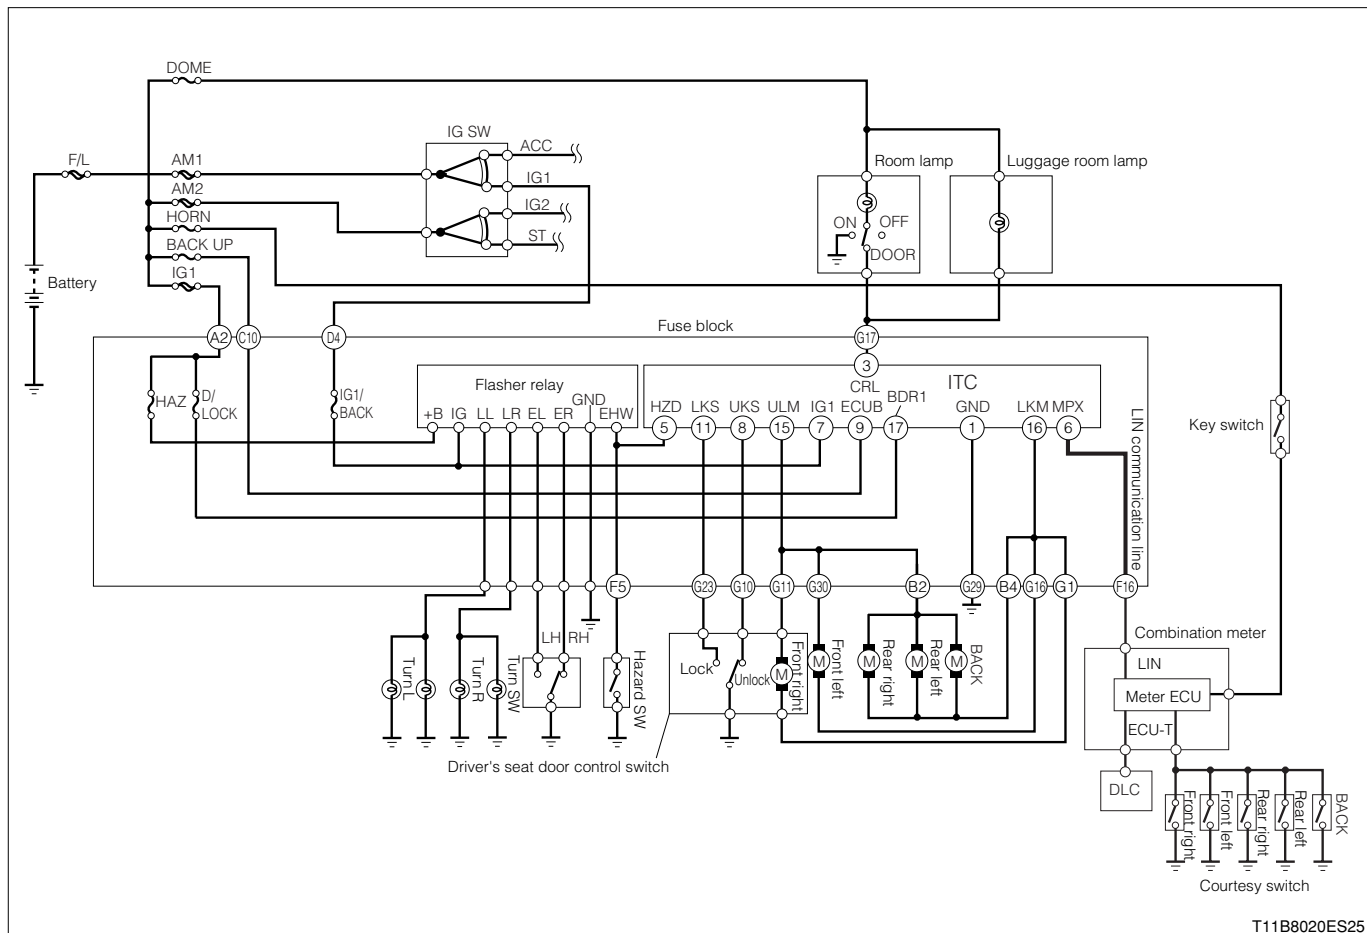 DOME
IG SW
ACC
F/L
AM1
Room lamp
Luggage room lamp
IG1
AM2
IG2
HORN
ON
OFF
ST
BACK UP
DOOR
IG1
Battery
Fuse block
A2
C10
D4
G17
3
CRL
ITC
Flasher relay
HAZ
D/
LOCK
IG1/
BACK
+B
IG
LL
LR
EL
ER
GND
EHW
HZD
LKS
UKS
ULM
IG1
ECUB
BDR1
GND
LKM
MPX
5
11
8
15
7
9
17
1
16
6
LIN communication line
Key switch
F5
G23
G10
G11
G30
B2
G29
B4
G16
G1
F16
Turn L
Turn R
Turn SW
LH
RH
Hazard SW
Lock
Unlock
M
Front right
M
Front left
M
Rear right
M
Rear left
M
BACK
Combination meter
LIN
Meter ECU
ECU-T
Driver's seat door control switch
DLC
Front right
Front left
Rear right
Rear left
BACK
Courtesy switch
T11B8020ES25